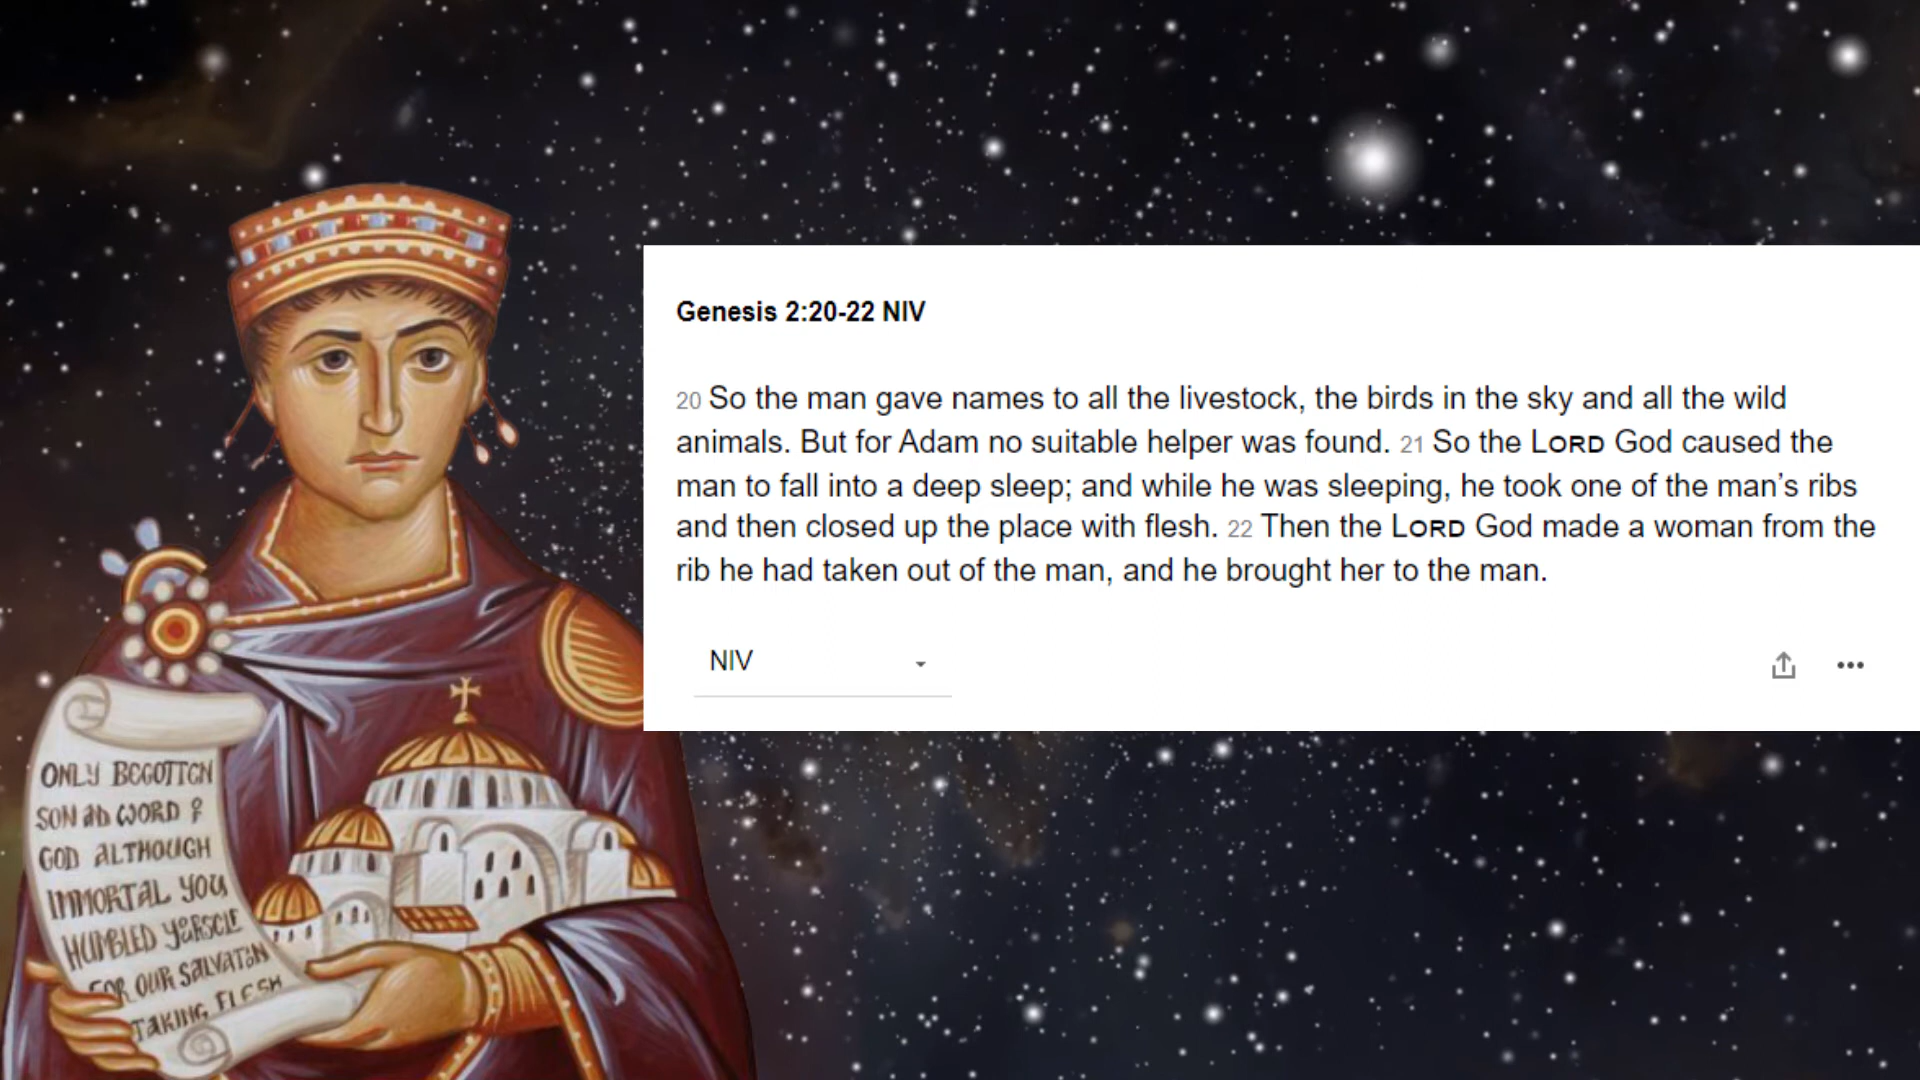 Genesis 2:20-22 NIV
20 So the man gave names to all the livestock, the birds in the sky and all the wild
animals. But for Adam no suitable helper was found. 21 So the LORD God caused the
man to fall into a deep sleep; and while he was sleeping, he took one of the man’s ribs
and then closed up the place with flesh. 22 Then the LORD God made a woman from the
rib he had taken out of the man, and he brought her to the man.
NIV
ONLY BEGOTTEN
SON AD WORD
GOD ALTHOUGH
IMMORTAL YOU
HUMBLED
FOR OUR SALVATON
TAKING FLESH